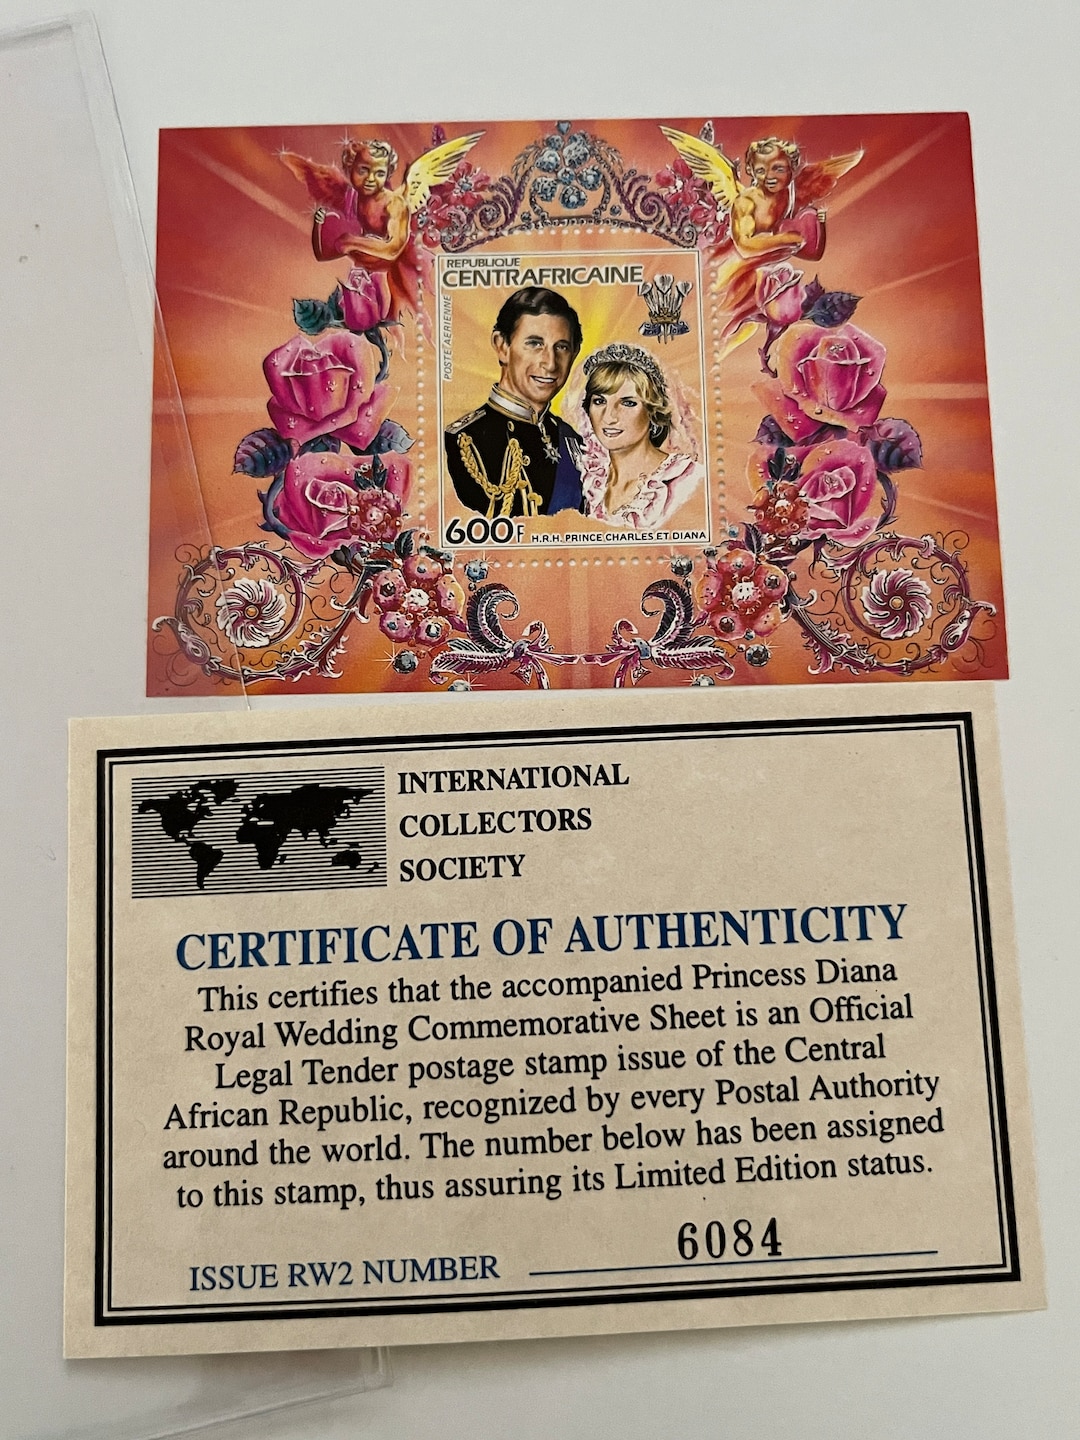 REPUBLIQUE
CENTRAFRICAINE
POSTE AERIENNE
600F
H.R.H. PRINCE CHARLES ET DIANA
INTERNATIONAL
COLLECTORS
SOCIETY
CERTIFICATE OF AUTHENTICITY
This certifies that the accompanied Princess Diana
Royal Wedding Commemorative Sheet is an Official
Legal Tender postage stamp issue of the Central
African Republic, recognized by every Postal Authority
around the world. The number below has been assigned
to this stamp, thus assuring its Limited Edition status.
ISSUE RW2 NUMBER 6084